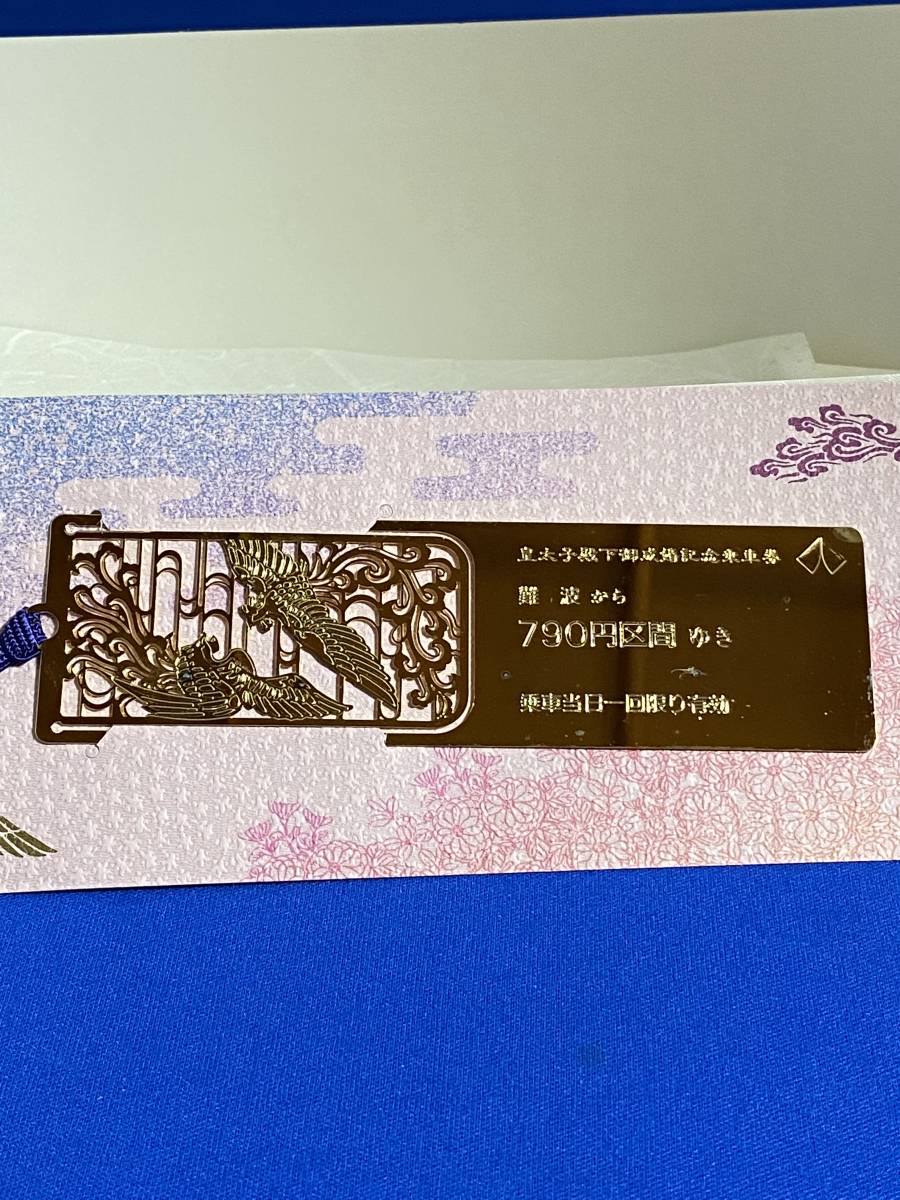 皇太子殿下御成婚記念乗車券
難波から
790円区間ゆき
乗車当日一回限り有効